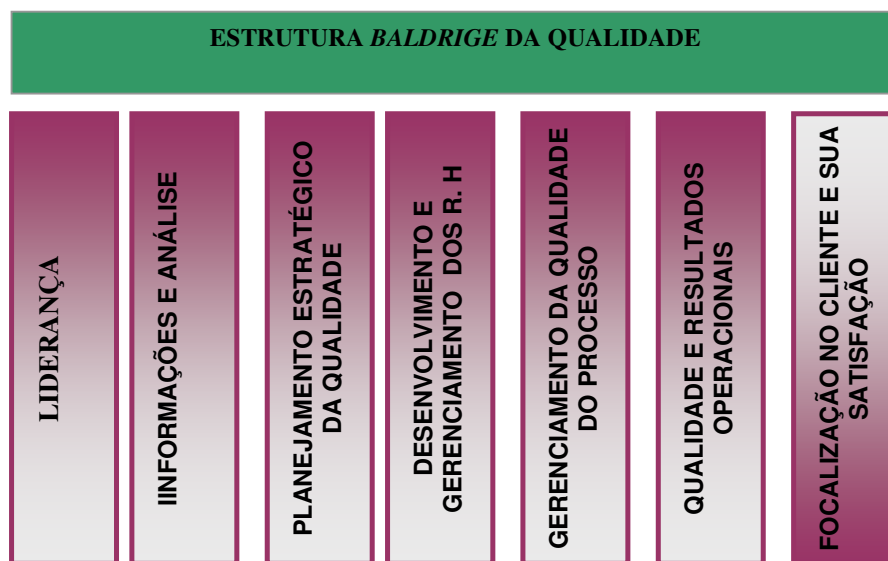 ESTRUTURA BALDRIGE DA QUALIDADE
LIDERANÇA
IINFORMAÇÕES E ANÁLISE
PLANEJAMENTO ESTRATÉGICO
DA QUALIDADE
DESENVOLVIMENTO E
GERENCIAMENTO DOS R. H
GERENCIAMENTO DA QUALIDADE
DO PROCESSO
QUALIDADE E RESULTADOS
OPERACIONAIS
FOCALIZAÇÃO NO CLIENTE E SUA
SATISFAÇÃO